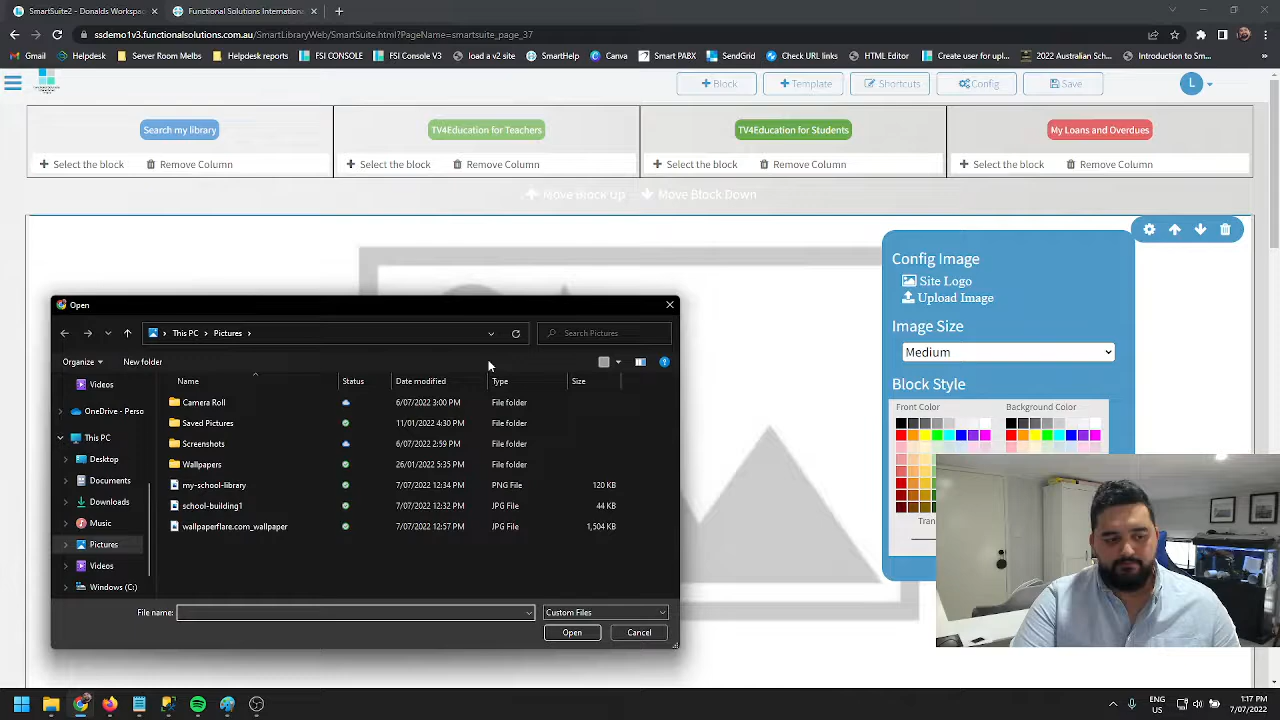 SmartSuite2 - Donalds Workspac
Functional Solutions Internation
ssdemo1v3.functionalsolutions.com.au/SmartLibraryWeb/SmartSuite.html?PageName=smartsuite_page_37
Gmail
Helpdesk
Server Room Melb
Helpdesk reports
FSI Console
FSI Console V3
load a v2 site
SmartHelp
Canva
Smart PABX
SendGrid
Check URL links
HTML Editor
Create user for up...
2022 Australian Sch...
Introduction to Sm...
Block
Template
Shortcuts
Config
Save
L
Search my library
TV4Education for Teachers
TV4Education for Students
My Loans and Overdues
Select the block
Remove Column
Select the block
Remove Column
Select the block
Remove Column
Select the block
Remove Column
Move Block Up
Move Block Down
Config Image
Site Logo
Upload Image
Image Size
Medium
Block Style
Front Color
Background Color
Tran
Open
This PC
Pictures
Search Pictures
Organize
New folder
Name
Status
Date modified
Type
Size
Videos
OneDrive - Perso
This PC
Desktop
Documents
Downloads
Music
Pictures
Videos
Windows (C:)
Camera Roll 6/07/2022 3:00 PM File folder
Saved Pictures 11/01/2022 4:30 PM File folder
Screenshots 6/07/2022 2:59 PM File folder
Wallpapers 26/01/2022 5:35 PM File folder
my-school-library 7/07/2022 12:34 PM PNG File 120 KB
school-building1 7/07/2022 12:32 PM JPG File 44 KB
wallpaperflare.com_wallpaper 7/07/2022 12:57 PM JPG File 1,504 KB
File name:
Custom Files
Open
Cancel
ENG
US
1:17 PM
7/07/2022